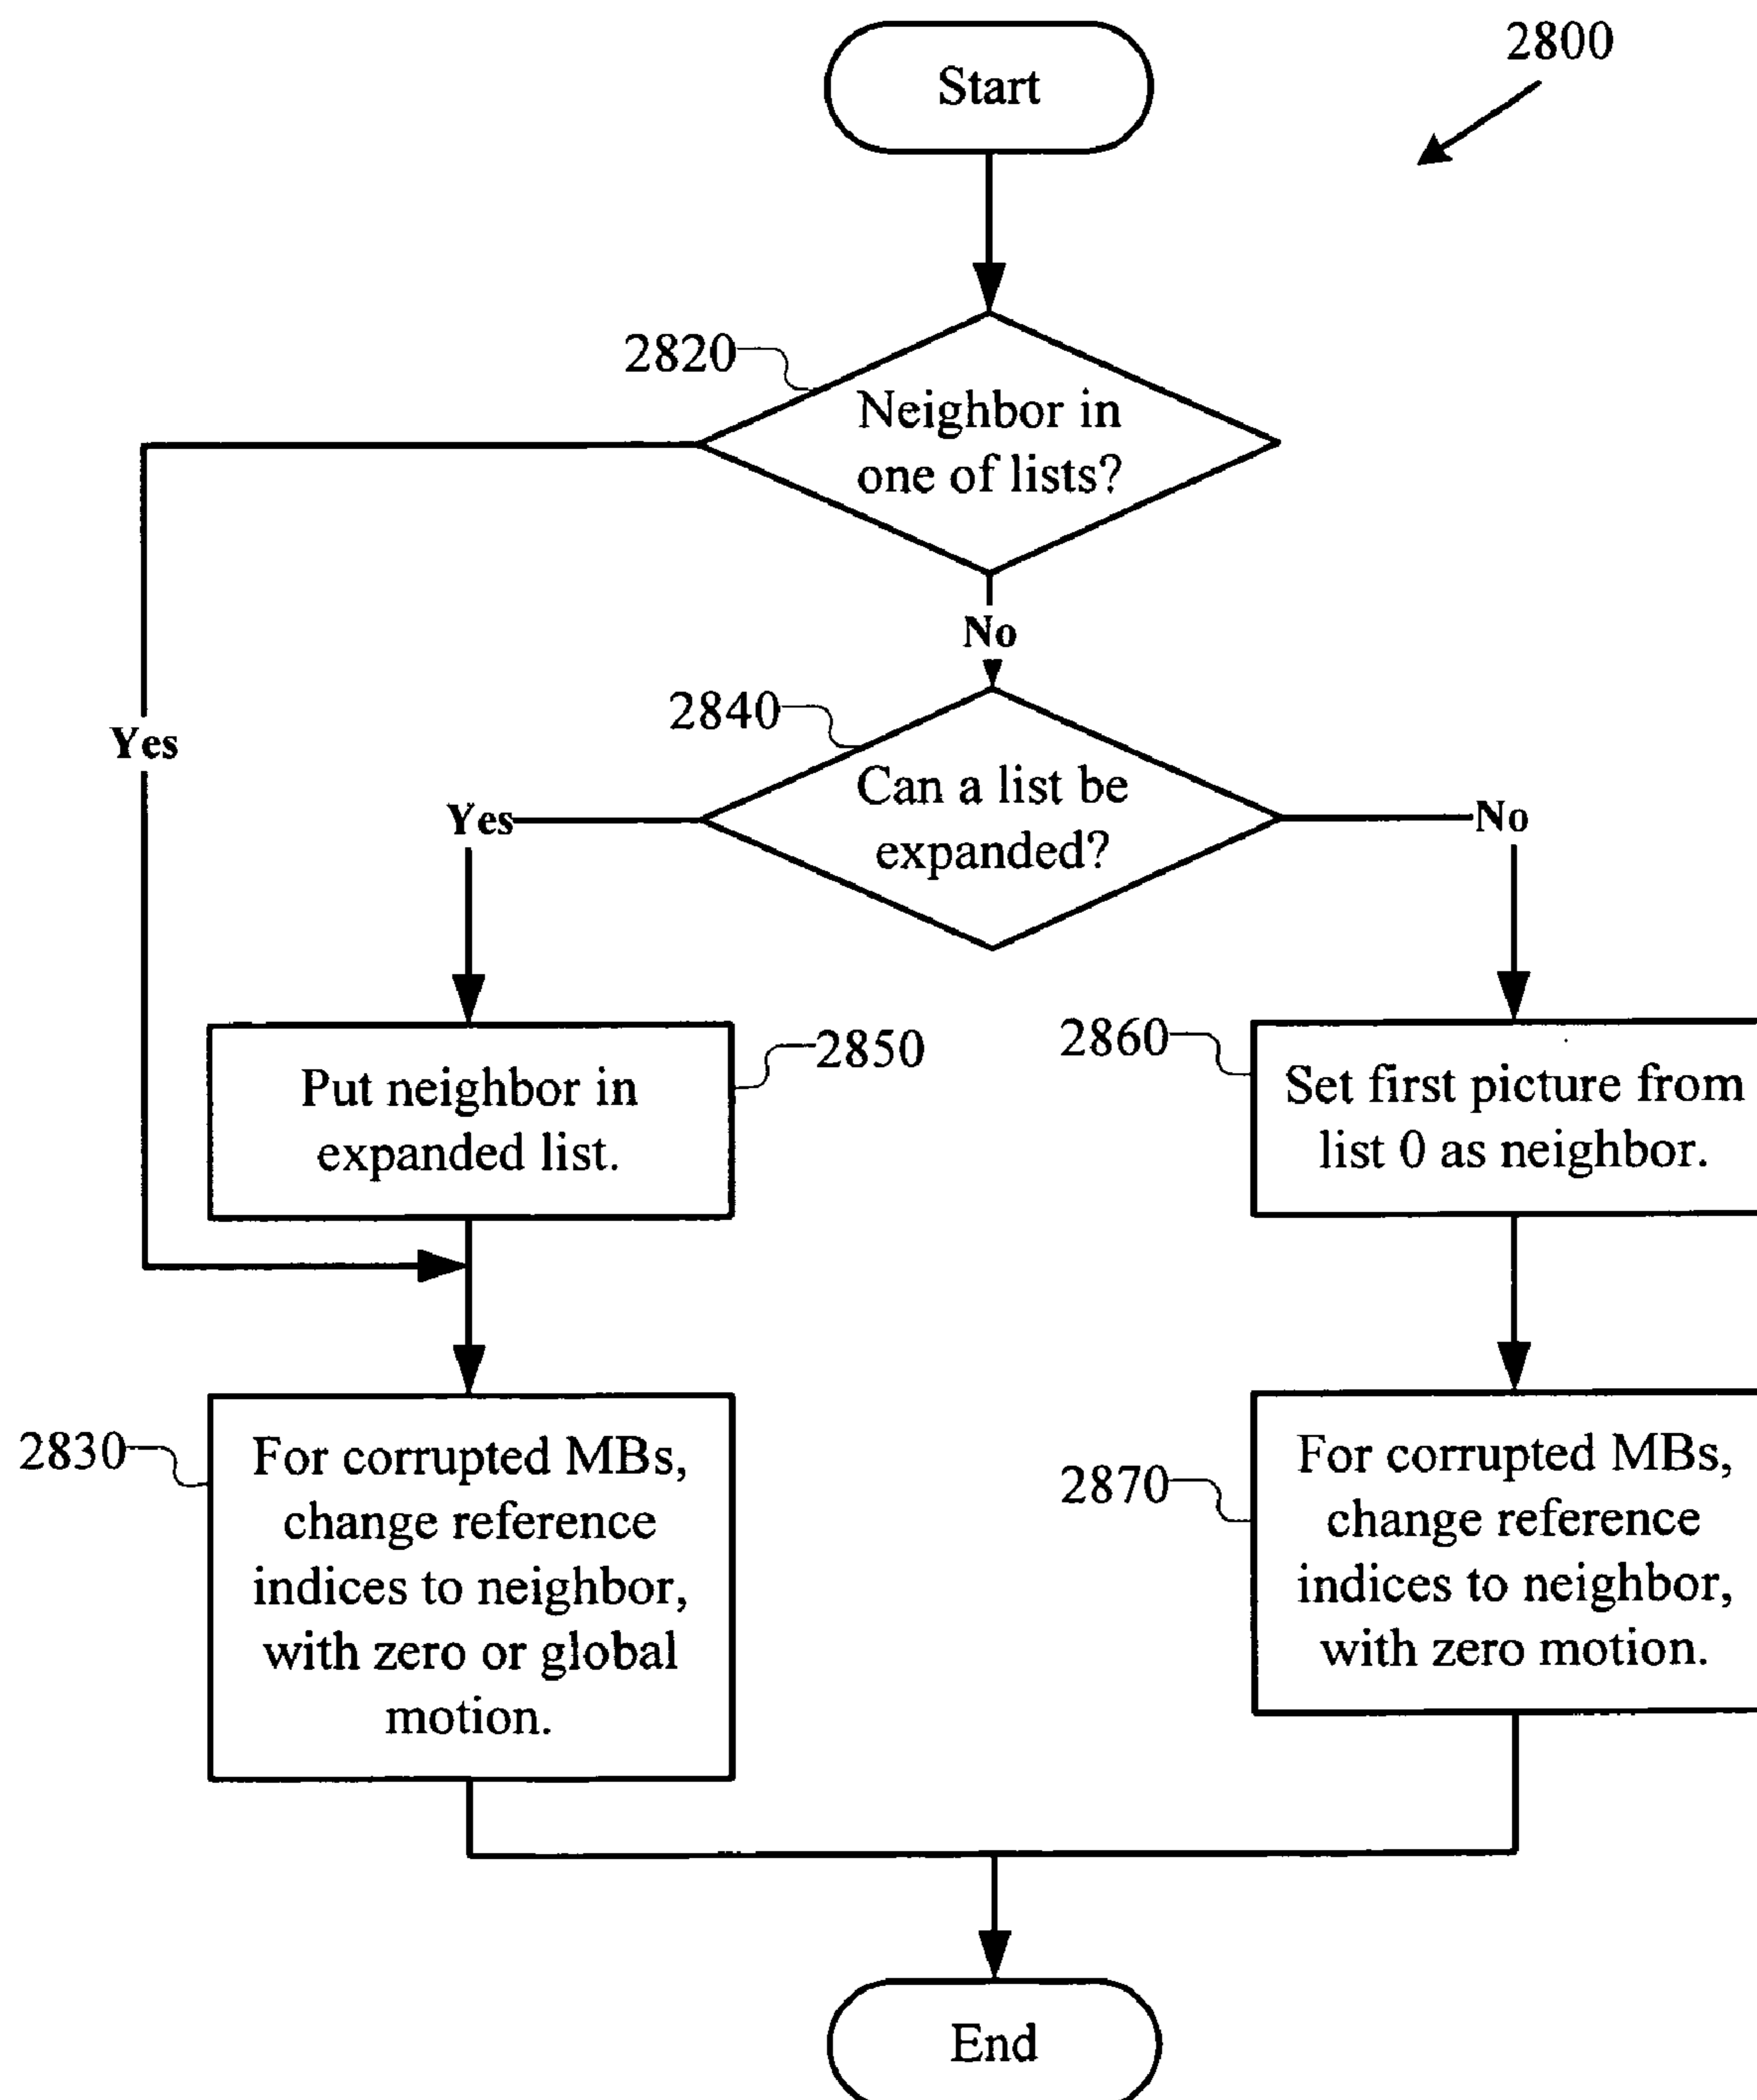 Start
2800
2820
Neighbor in
one of lists?
No
Yes
2840
Can a list be
expanded?
Yes
No
Put neighbor in
expanded list.
2850
2860
Set first picture from
list 0 as neighbor.
2830
For corrupted MBs,
change reference
indices to neighbor,
with zero or global
motion.
2870
For corrupted MBs,
change reference
indices to neighbor,
with zero motion.
End